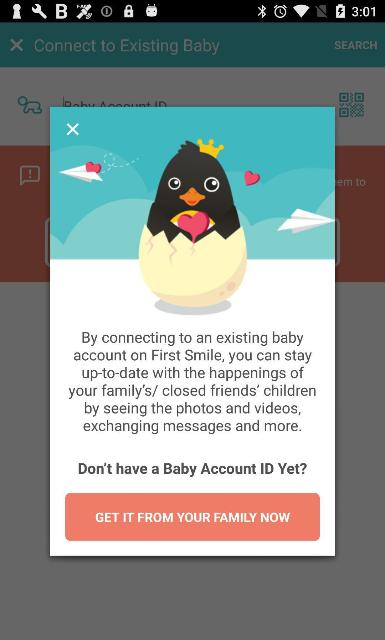 3:01
Connect to Existing Baby
SEARCH
Baby Account ID
em to
By connecting to an existing baby
account on First Smile, you can stay
up-to-date with the happenings of
your family's/ closed friends' children
by seeing the photos and videos,
exchanging messages and more.
Don't have a Baby Account ID Yet?
GET IT FROM YOUR FAMILY NOW